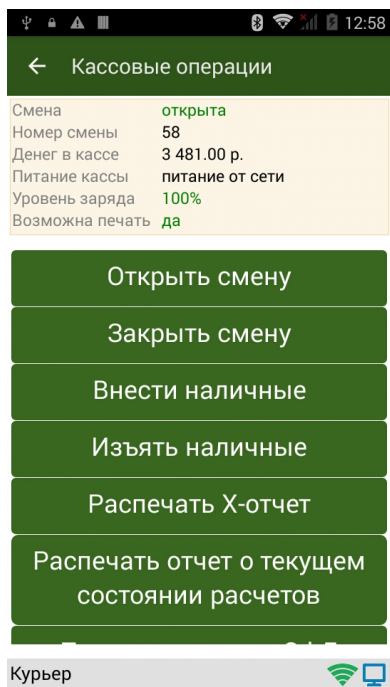 12:58
Кассовые операции
Смена открыта
Номер смены 58
Денег в кассе 3 481.00 р.
Питание кассы питание от сети
Уровень заряда 100%
Возможна печать да
Открыть смену
Закрыть смену
Внести наличные
Изъять наличные
Распечать Х-отчет
Распечать отчет о текущем
состоянии расчетов
Курьер